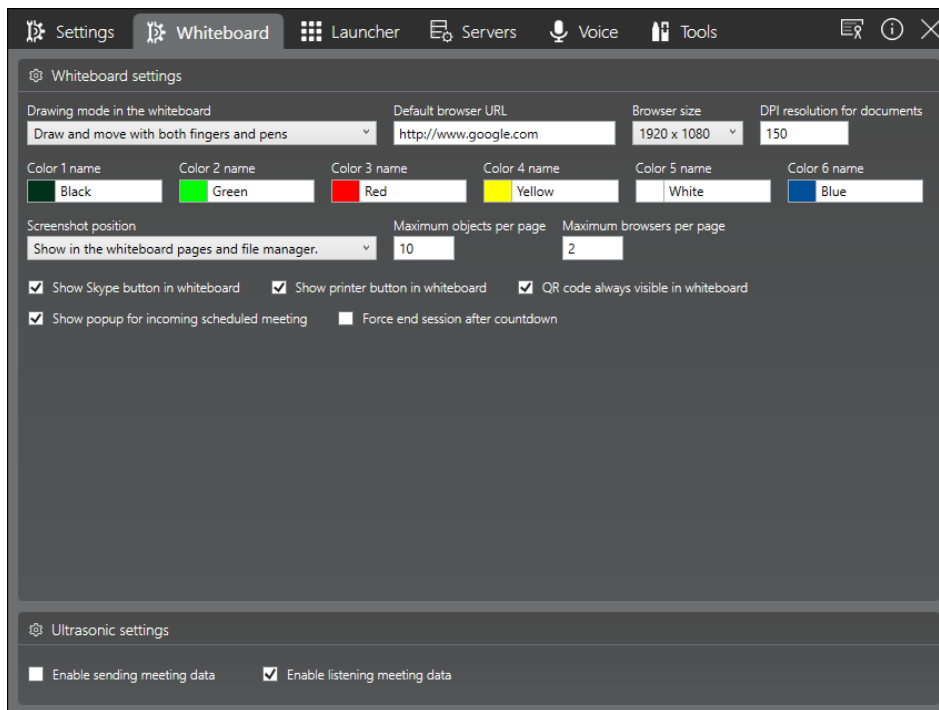 Settings Whiteboard Launcher Servers Voice Tools
Whiteboard settings
Drawing mode in the whiteboard Default browser URL Browser size DPI resolution for documents
Draw and move with both fingers and pens http://www.google.com 1920 x 1080 150
Color 1 name Color 2 name Color 3 name Color 4 name Color 5 name Color 6 name
Black Green Red Yellow White Blue
Screenshot position Maximum objects per page Maximum browsers per page
Show in the whiteboard pages and file manager. 10 2
Show Skype button in whiteboard Show printer button in whiteboard QR code always visible in whiteboard
Show popup for incoming scheduled meeting Force end session after countdown
Ultrasonic settings
Enable sending meeting data Enable listening meeting data